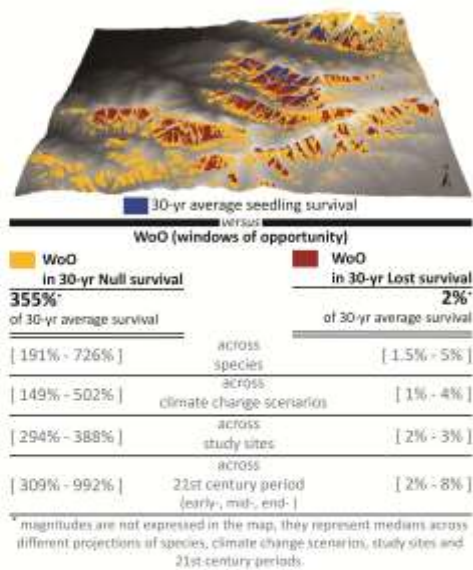 30-yr average seedling survival
versus
WoO (windows of opportunity)
WoO
in 30-yr Null survival
WoO
in 30-yr Lost survival
355%*
2%*
of 30-yr average survival
of 30-yr average survival
[ 191% - 726% ]
across
species
[ 1.5% - 5% ]
[ 149% - 502% ]
across
climate change scenarios
[ 1% - 4% ]
[ 294% - 388% ]
across
study sites
[ 2% - 3% ]
[ 309% - 992% ]
across
21st century period
(early-, mid-, end- )
[ 2% - 8% ]
* magnitudes are not expressed in the map, they represent medians across
different projections of species, climate change scenarios, study sites and
21st-century periods